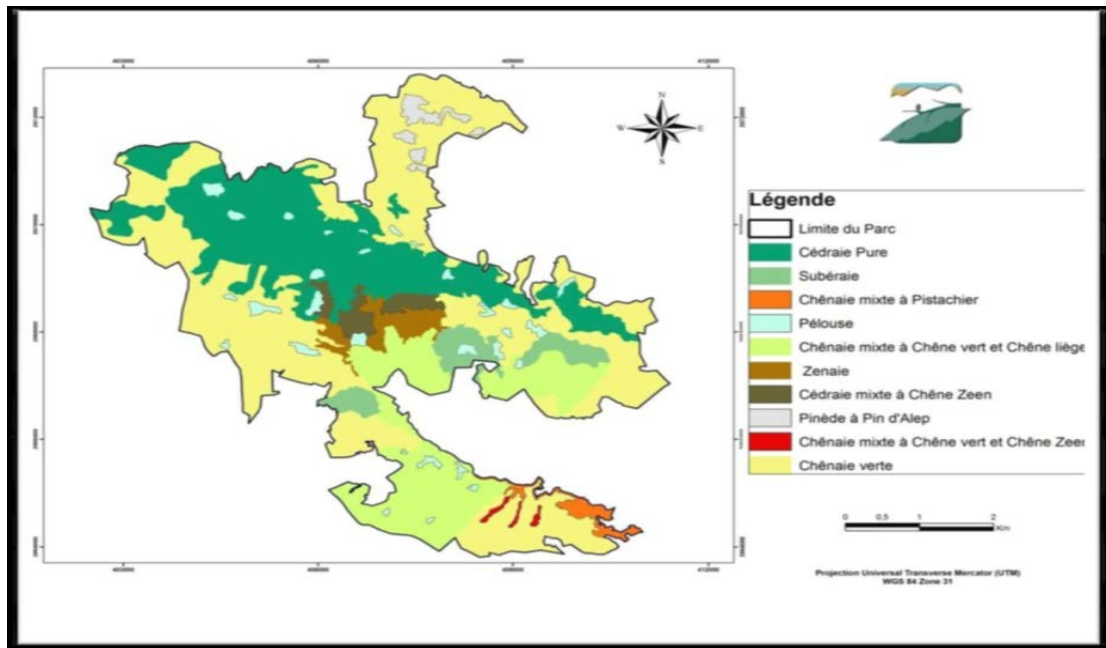 N
W E
S
Légende
Limite du Parc
Cédraie Pure
Subéraie
Chênaie mixte à Pistachier
Pélouse
Chênaie mixte à Chêne vert et Chêne liège
Zenaie
Cédraie mixte à Chêne Zeen
Pinède à Pin d'Alep
Chênaie mixte à Chêne vert et Chêne Zeen
Chênaie verte
0 0,5 1 2
Km
Projection Universal Transverse Mercator (UTM)
WGS 84 Zone 31